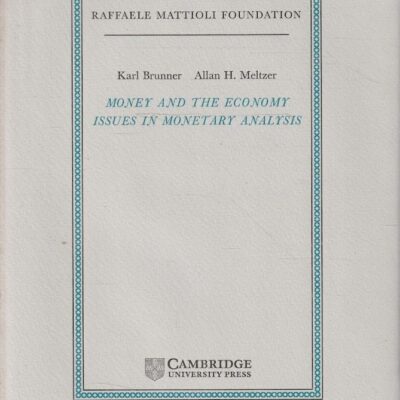 RAFFAELE MATTIOLI FOUNDATION
Karl Brunner Allan H. Meltzer
MONEY AND THE ECONOMY
ISSUES IN MONETARY ANALYSIS
CAMBRIDGE
UNIVERSITY PRESS